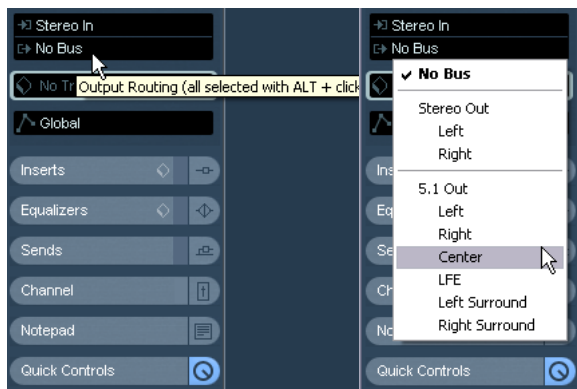 Stereo In
No Bus
No Tr
Output Routing (all selected with ALT + click
Global
Inserts
Equalizers
Sends
Channel
Notepad
Quick Controls
Stereo In
No Bus
✓ No Bus
Stereo Out
Left
Right
5.1 Out
Left
Right
Center
LFE
Left Surround
Right Surround
Ins
Eq
Se
Ch
No
Quick Controls